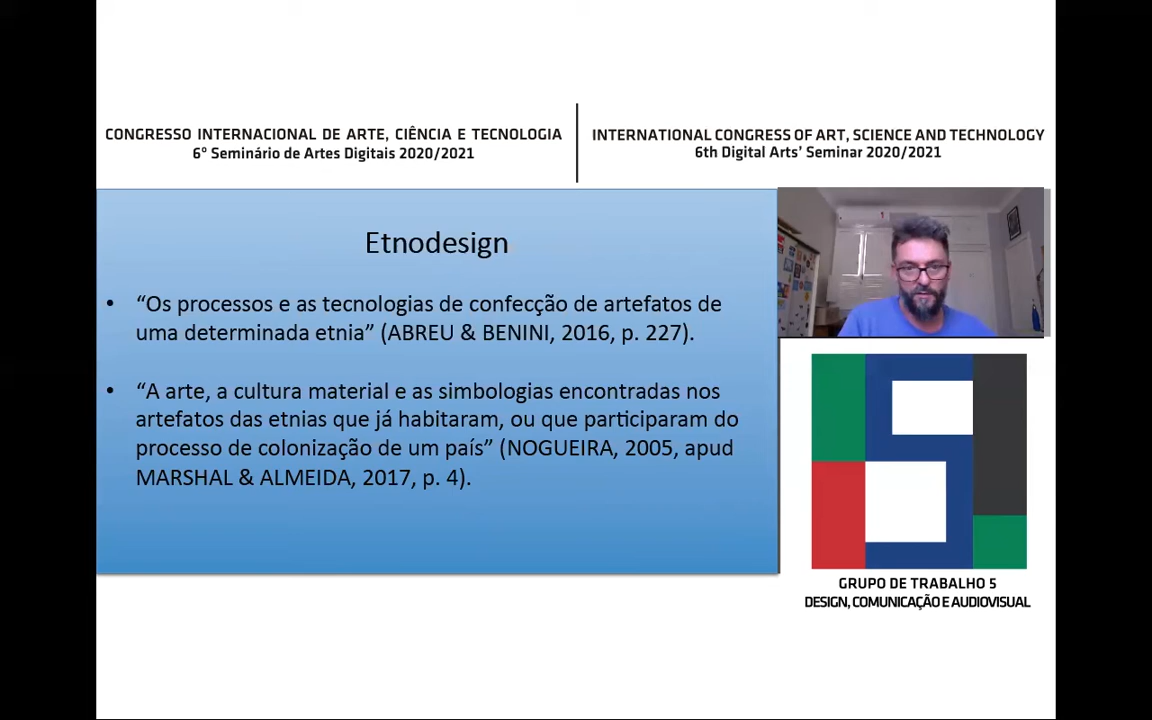 CONGRESSO INTERNACIONAL DE ARTE, CIÊNCIA E TECNOLOGIA
6º Seminário de Artes Digitais 2020/2021
INTERNATIONAL CONGRESS OF ART, SCIENCE AND TECHNOLOGY
6th Digital Arts’ Seminar 2020/2021
Etnodesign
• “Os processos e as tecnologias de confecção de artefatos de
uma determinada etnia” (ABREU & BENINI, 2016, p. 227).
• “A arte, a cultura material e as simbologias encontradas nos
artefatos das etnias que já habitaram, ou que participaram do
processo de colonização de um país” (NOGUEIRA, 2005, apud
MARSHAL & ALMEIDA, 2017, p. 4).
GRUPO DE TRABALHO 5
DESIGN, COMUNICAÇÃO E AUDIOVISUAL